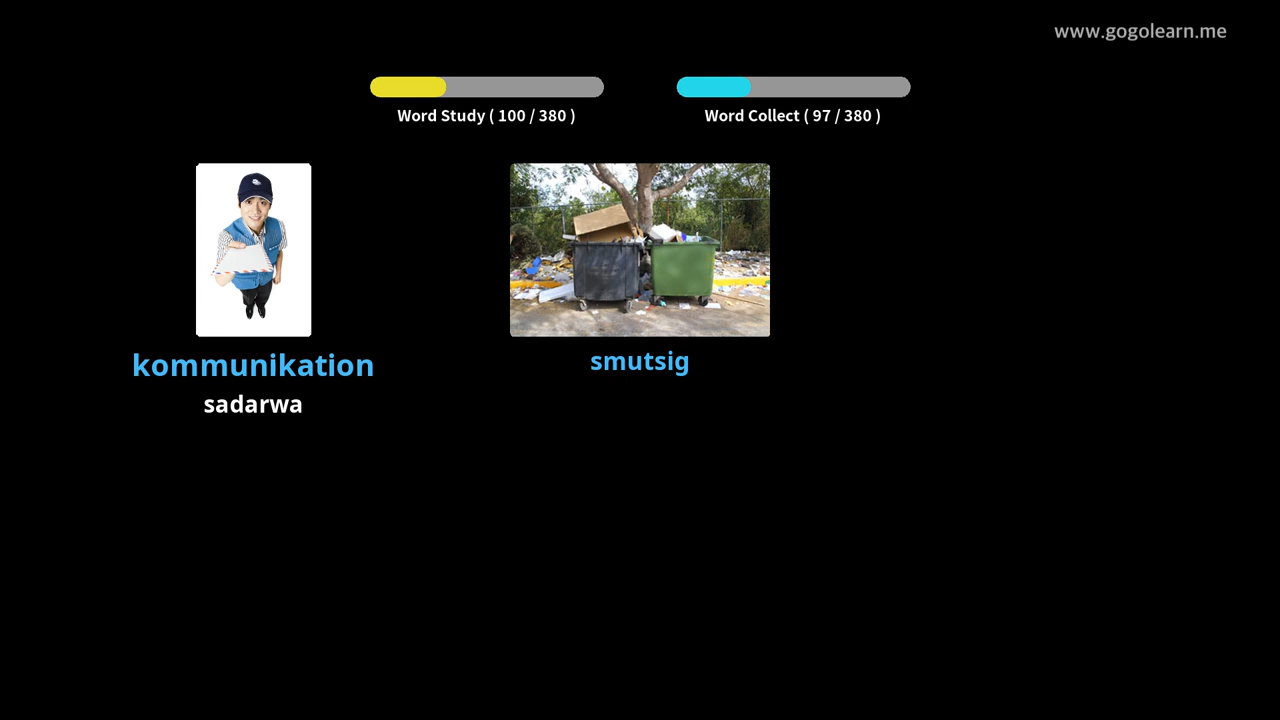 www.gogolearn.me
Word Study ( 100 / 380 )
Word Collect ( 97 / 380 )
kommunikation
sadarwa
smutsig